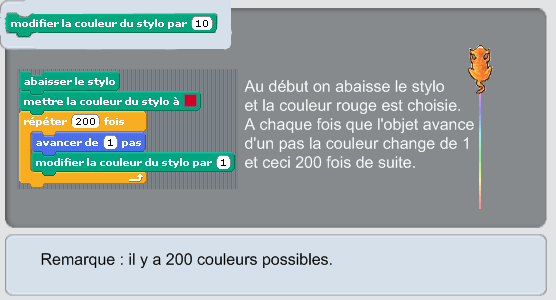 modifier la couleur du stylo par 10
abaisser le stylo
mettre la couleur du stylo à
répéter 200 fois
avancer de 1 pas
modifier la couleur du stylo par 1
Au début on abaisse le stylo
et la couleur rouge est choisie.
A chaque fois que l'objet avance
d'un pas la couleur change de 1
et ceci 200 fois de suite.
Remarque : il y a 200 couleurs possibles.